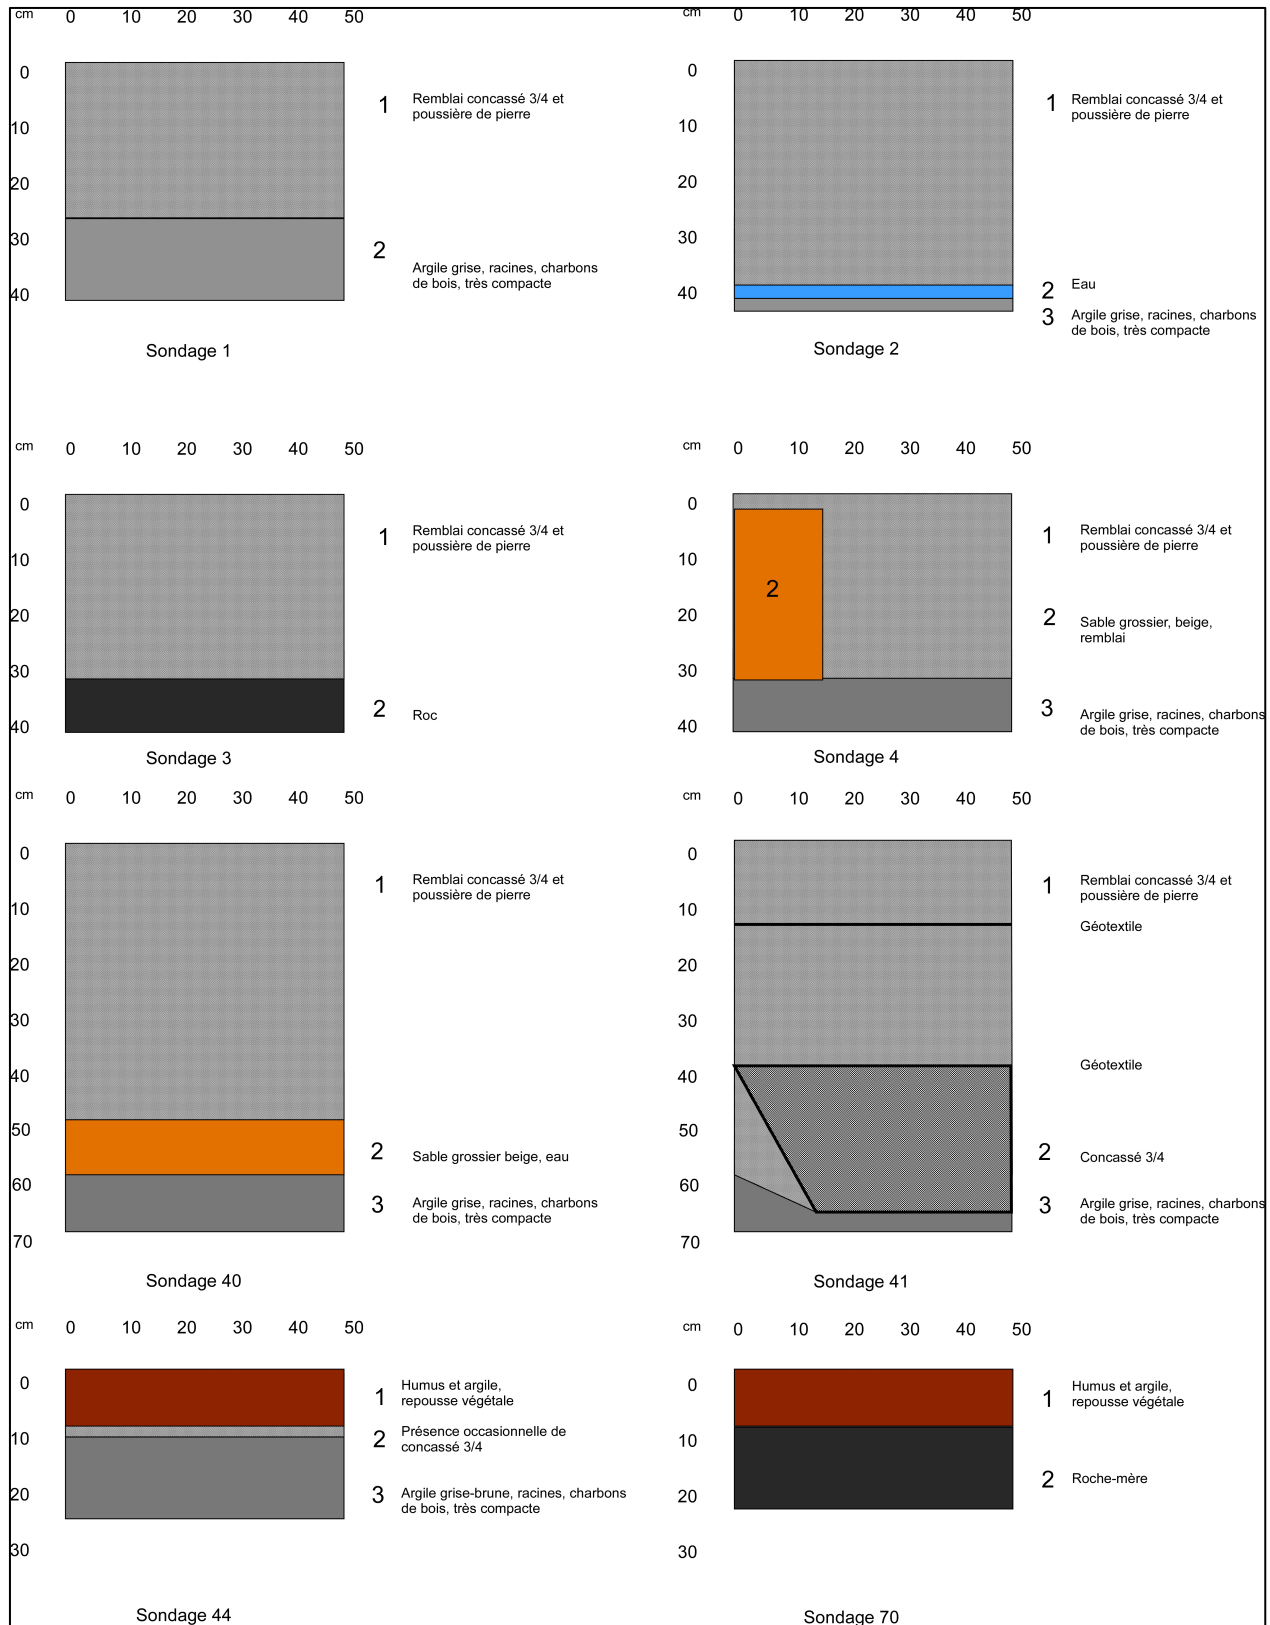 cm 0 10 20 30 40 50
0
10
20
30
40
1 Remblai concassé 3/4 et
poussière de pierre
2
Argile grise, racines, charbons
de bois, très compacte
Sondage 1
cm 0 10 20 30 40 50
0
10
20
30
40
1 Remblai concassé 3/4 et
poussière de pierre
2 Eau
3 Argile grise, racines, charbons
de bois, très compacte
Sondage 2
cm 0 10 20 30 40 50
0
10
20
30
40
1 Remblai concassé 3/4 et
poussière de pierre
2 Roc
Sondage 3
cm 0 10 20 30 40 50
0
10
20
30
40
2
1 Remblai concassé 3/4 et
poussière de pierre
2 Sable grossier, beige,
remblai
3 Argile grise, racines, charbons
de bois, très compacte
Sondage 4
cm 0 10 20 30 40 50
0
10
20
30
40
50
60
70
1 Remblai concassé 3/4 et
poussière de pierre
2 Sable grossier beige, eau
3 Argile grise, racines, charbons
de bois, très compacte
Sondage 40
cm 0 10 20 30 40 50
0
10
20
30
40
50
60
70
1 Remblai concassé 3/4 et
poussière de pierre
Géotextile
Géotextile
2 Concassé 3/4
3 Argile grise, racines, charbons
de bois, très compacte
Sondage 41
cm 0 10 20 30 40 50
0
10
20
30
1 Humus et argile,
repousse végétale
2 Présence occasionnelle de
concassé 3/4
3 Argile grise-brune, racines, charbons
de bois, très compacte
Sondage 44
cm 0 10 20 30 40 50
0
10
20
30
1 Humus et argile,
repousse végétale
2 Roche-mère
Sondage 70